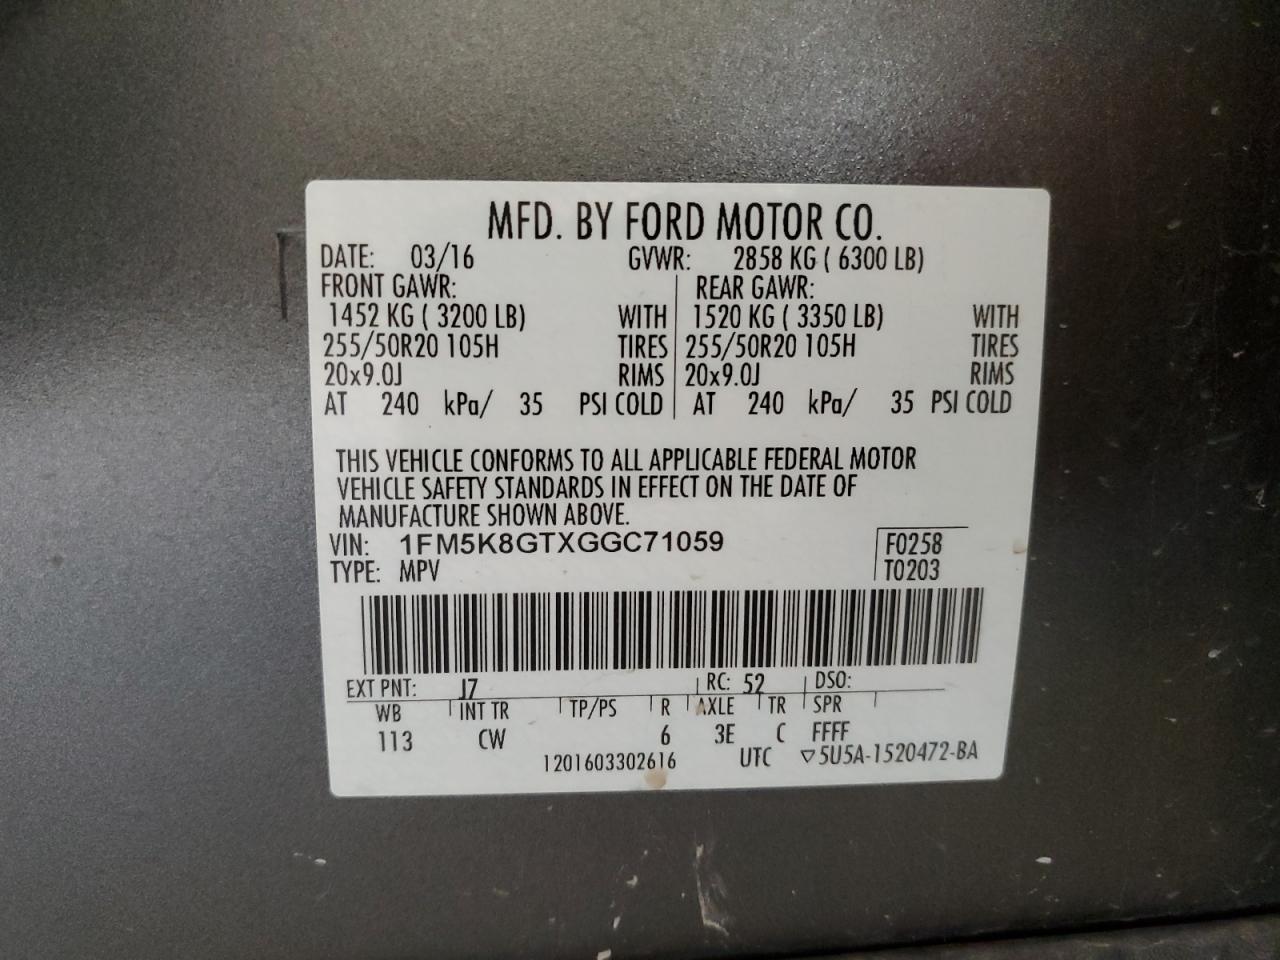 MFD. BY FORD MOTOR CO.
DATE: 03/16 GVWR: 2858 KG ( 6300 LB)
FRONT GAWR: REAR GAWR:
1452 KG ( 3200 LB) WITH 1520 KG ( 3350 LB) WITH
255/50R20 105H TIRES 255/50R20 105H TIRES
20x9.0J RIMS 20x9.0J RIMS
AT 240 kPa/ 35 PSI COLD AT 240 kPa/ 35 PSI COLD
THIS VEHICLE CONFORMS TO ALL APPLICABLE FEDERAL MOTOR
VEHICLE SAFETY STANDARDS IN EFFECT ON THE DATE OF
MANUFACTURE SHOWN ABOVE.
VIN: 1FM5K8GTXGGC71059 F0258
TYPE: MPV T0203
EXT PNT: J7 RC: 52 DSO:
WB INT TR TP/PS R AXLE TR SPR
113 CW 6 3E C FFFF
1201603302616 UTC ▽5U5A-1520472-BA